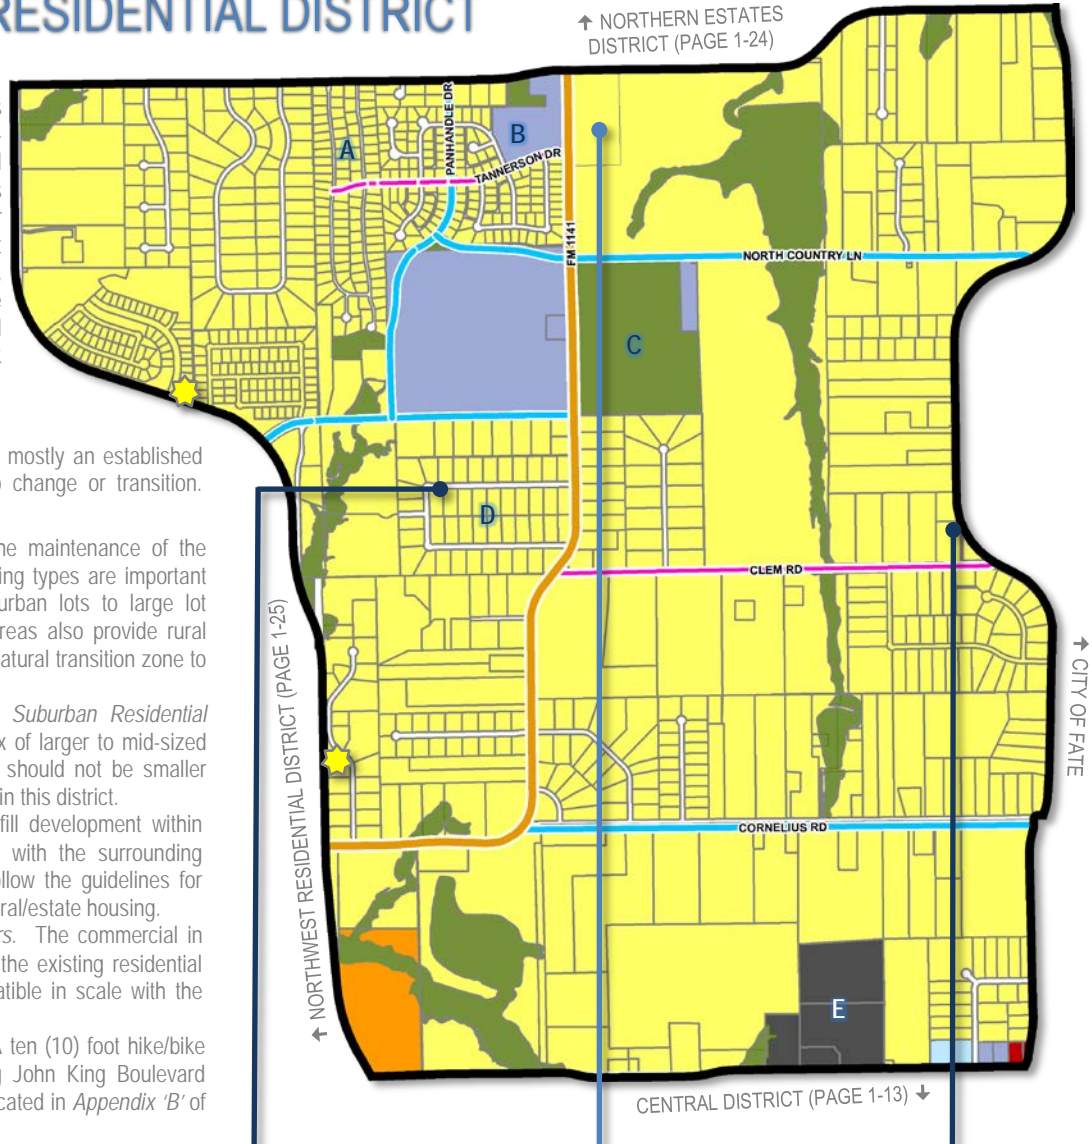 RESIDENTIAL DISTRICT
↑ NORTHERN ESTATES
DISTRICT (PAGE 1-24)
PANHANDLE DR
A
B
TANNERSON DR
FM 1141
NORTH COUNTRY LN
C
mostly an established
change or transition.
D
he maintenance of the
ing types are important
urban lots to large lot
reas also provide rural
natural transition zone to
CLEM RD
Suburban Residential
x of larger to mid-sized
should not be smaller
in this district.
fill development within
with the surrounding
ollow the guidelines for
ral/estate housing.
rs. The commercial in
the existing residential
atible in scale with the
A ten (10) foot hike/bike
g John King Boulevard
cated in Appendix 'B' of
← NORTHWEST RESIDENTIAL DISTRICT (PAGE 1-25)
→ CITY OF FATE
CORNELIUS RD
E
CENTRAL DISTRICT (PAGE 1-13) ↓